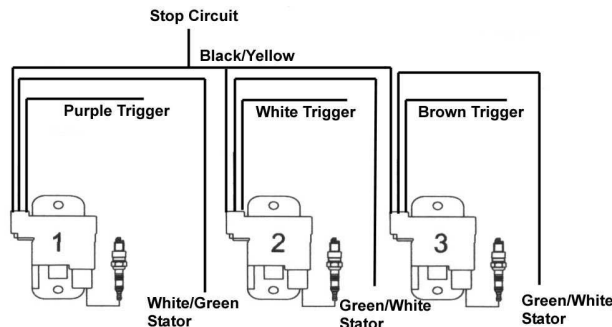 Stop Circuit
Black/Yellow
Purple Trigger
White Trigger
Brown Trigger
1
2
3
White/Green
Stator
Green/White
Stator
Green/White
Stator